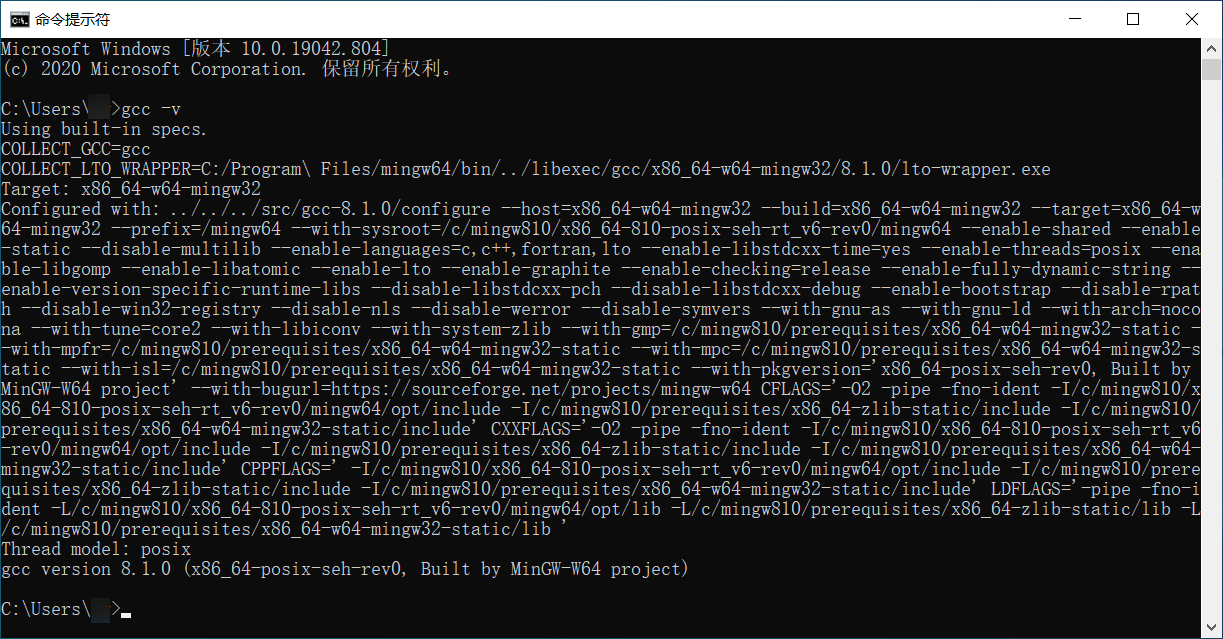 命令提示符
Microsoft Windows [版本 10.0.19042.804]
(c) 2020 Microsoft Corporation. 保留所有权利。
C:\Users\ >gcc -v
Using built-in specs.
COLLECT_GCC=gcc
COLLECT_LTO_WRAPPER=C:/Program\ Files/mingw64/bin/../libexec/gcc/x86_64-w64-mingw32/8.1.0/lto-wrapper.exe
Target: x86_64-w64-mingw32
Configured with: ../../../src/gcc-8.1.0/configure --host=x86_64-w64-mingw32 --build=x86_64-w64-mingw32 --target=x86_64-w
64-mingw32 --prefix=/mingw64 --with-sysroot=/c/mingw810/x86_64-810-posix-seh-rt_v6-rev0/mingw64 --enable-shared --enable
-static --disable-multilib --enable-languages=c,c++,fortran,lto --enable-libstdcxx-time=yes --enable-threads=posix --ena
ble-libgomp --enable-libatomic --enable-lto --enable-graphite --enable-checking=release --enable-fully-dynamic-string --
enable-version-specific-runtime-libs --disable-libstdcxx-pch --disable-libstdcxx-debug --enable-bootstrap --disable-rpat
h --disable-win32-registry --disable-nls --disable-werror --disable-symvers --with-gnu-as --with-gnu-ld --with-arch=noco
na --with-tune=core2 --with-libiconv --with-system-zlib --with-gmp=/c/mingw810/prerequisites/x86_64-w64-mingw32-static -
-with-mpfr=/c/mingw810/prerequisites/x86_64-w64-mingw32-static --with-mpc=/c/mingw810/prerequisites/x86_64-w64-mingw32-s
tatic --with-isl=/c/mingw810/prerequisites/x86_64-w64-mingw32-static --with-pkgversion='x86_64-posix-seh-rev0, Built by
MinGW-W64 project' --with-bugurl=https://sourceforge.net/projects/mingw-w64 CFLAGS='-O2 -pipe -fno-ident -I/c/mingw810/x
86_64-810-posix-seh-rt_v6-rev0/mingw64/opt/include -I/c/mingw810/prerequisites/x86_64-zlib-static/include -I/c/mingw810/
prerequisites/x86_64-w64-mingw32-static/include' CXXFLAGS='-O2 -pipe -fno-ident -I/c/mingw810/x86_64-810-posix-seh-rt_v6
-rev0/mingw64/opt/include -I/c/mingw810/prerequisites/x86_64-zlib-static/include -I/c/mingw810/prerequisites/x86_64-w64-
mingw32-static/include' CPPFLAGS=' -I/c/mingw810/x86_64-810-posix-seh-rt_v6-rev0/mingw64/opt/include -I/c/mingw810/prere
quisites/x86_64-zlib-static/include -I/c/mingw810/prerequisites/x86_64-w64-mingw32-static/include' LDFLAGS='-pipe -fno-i
dent -L/c/mingw810/x86_64-810-posix-seh-rt_v6-rev0/mingw64/opt/lib -L/c/mingw810/prerequisites/x86_64-zlib-static/lib -L
/c/mingw810/prerequisites/x86_64-w64-mingw32-static/lib '
Thread model: posix
gcc version 8.1.0 (x86_64-posix-seh-rev0, Built by MinGW-W64 project)
C:\Users\ >